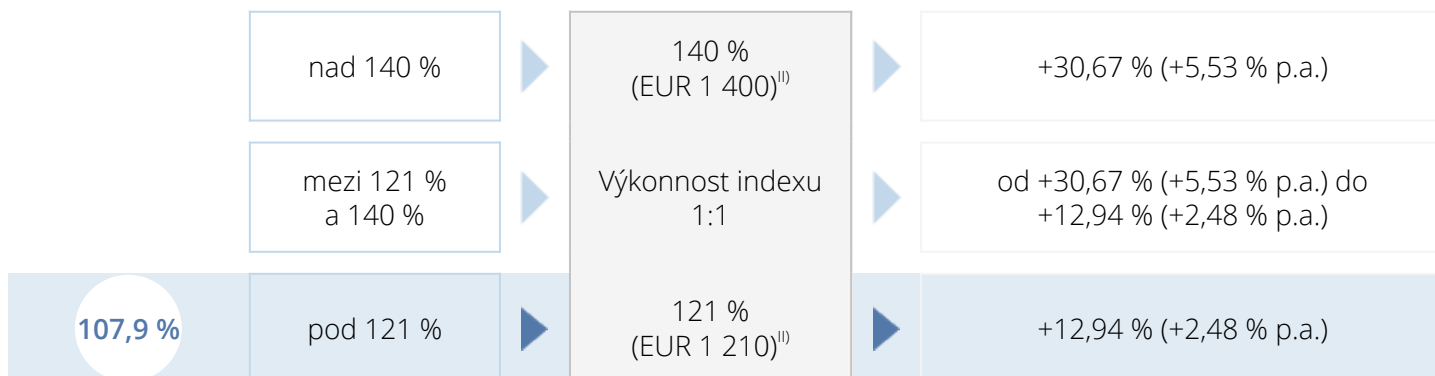 nad 140 %
140 %
(EUR 1 400)II)
+30,67 % (+5,53 % p.a.)
mezi 121 %
a 140 %
Výkonnost indexu
1:1
od +30,67 % (+5,53 % p.a.) do
+12,94 % (+2,48 % p.a.)
107,9 %
pod 121 %
121 %
(EUR 1 210)II)
+12,94 % (+2,48 % p.a.)